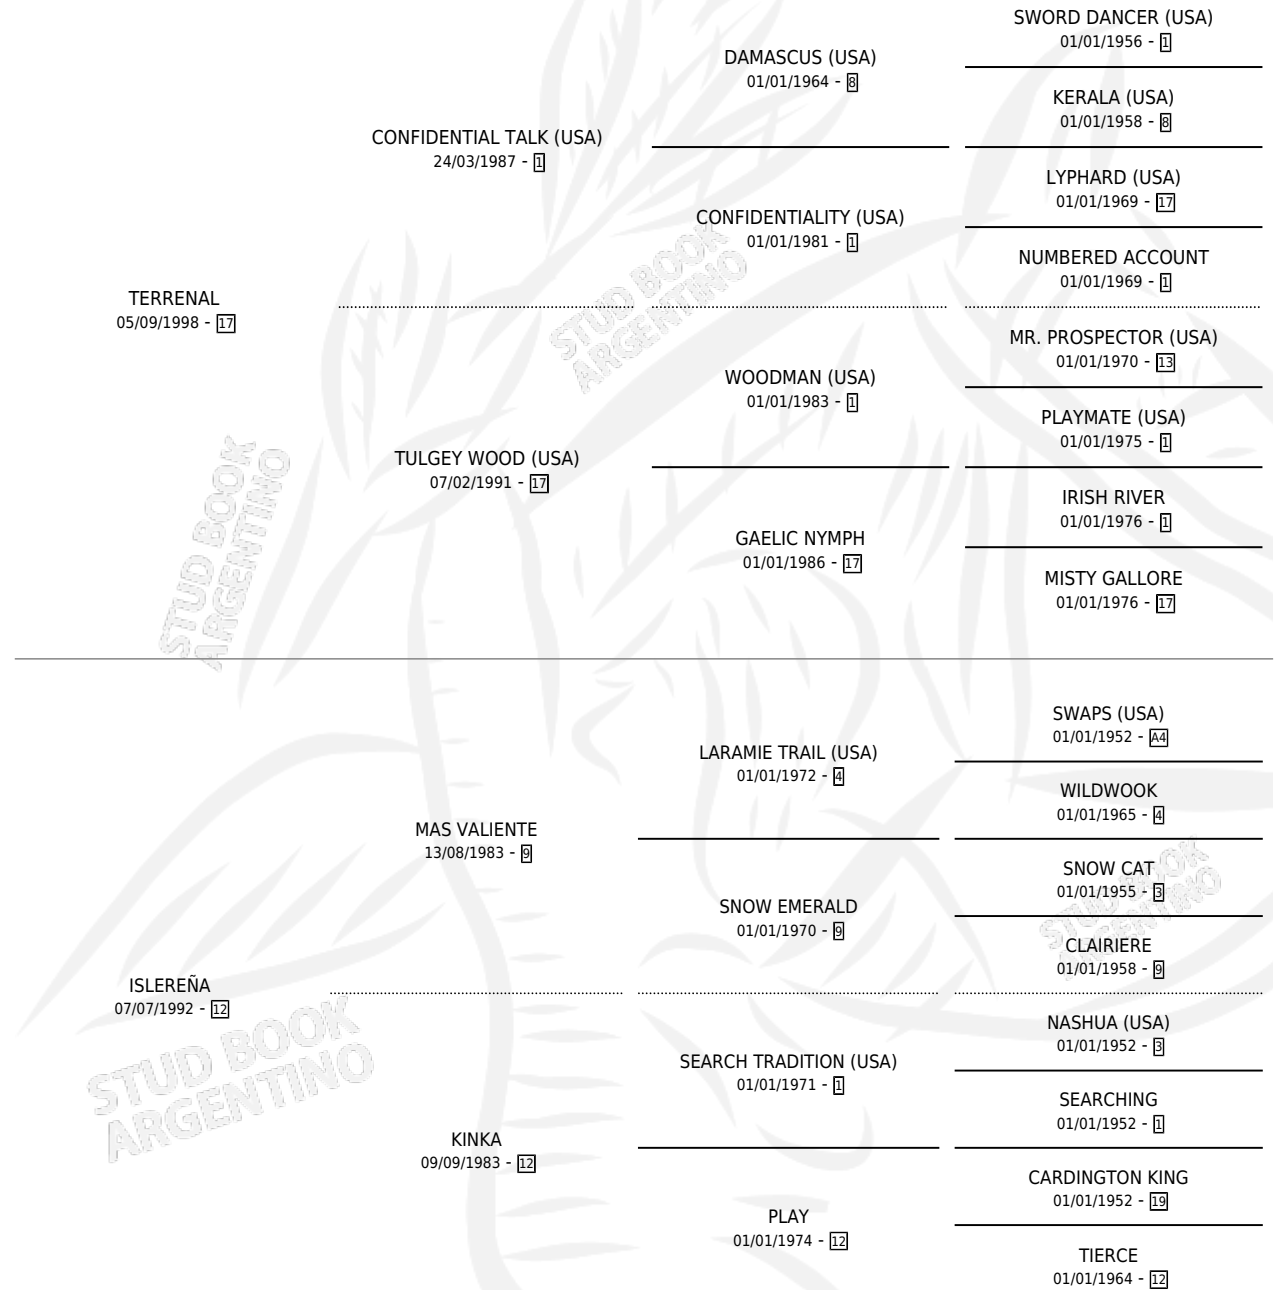 SWORD DANCER (USA)
01/01/1956 - 1
DAMASCUS (USA)
01/01/1964 - 8
KERALA (USA)
01/01/1958 - 8
CONFIDENTIAL TALK (USA)
24/03/1987 - 1
LYPHARD (USA)
01/01/1969 - 17
CONFIDENTIALITY (USA)
01/01/1981 - 1
NUMBERED ACCOUNT
01/01/1969 - 1
TERRENAL
05/09/1998 - 17
MR. PROSPECTOR (USA)
01/01/1970 - 13
WOODMAN (USA)
01/01/1983 - 1
PLAYMATE (USA)
01/01/1975 - 1
TULGEY WOOD (USA)
07/02/1991 - 17
IRISH RIVER
01/01/1976 - 1
GAELIC NYMPH
01/01/1986 - 17
MISTY GALLORE
01/01/1976 - 17
STUD BOOK
ARGENTINO
STUD BOOK
ARGENTINO
SWAPS (USA)
01/01/1952 - A4
LARAMIE TRAIL (USA)
01/01/1972 - 4
WILDWOOK
01/01/1965 - 4
MAS VALIENTE
13/08/1983 - 9
SNOW CAT
01/01/1955 - 3
SNOW EMERALD
01/01/1970 - 9
CLAIRIERE
01/01/1958 - 9
ISLEREÑA
07/07/1992 - 12
NASHUA (USA)
01/01/1952 - 3
SEARCH TRADITION (USA)
01/01/1971 - 1
SEARCHING
01/01/1952 - 1
KINKA
09/09/1983 - 12
CARDINGTON KING
01/01/1952 - 19
PLAY
01/01/1974 - 12
TIERCE
01/01/1964 - 12
STUD BOOK
ARGENTINO
STUD BOOK
ARGENTINO